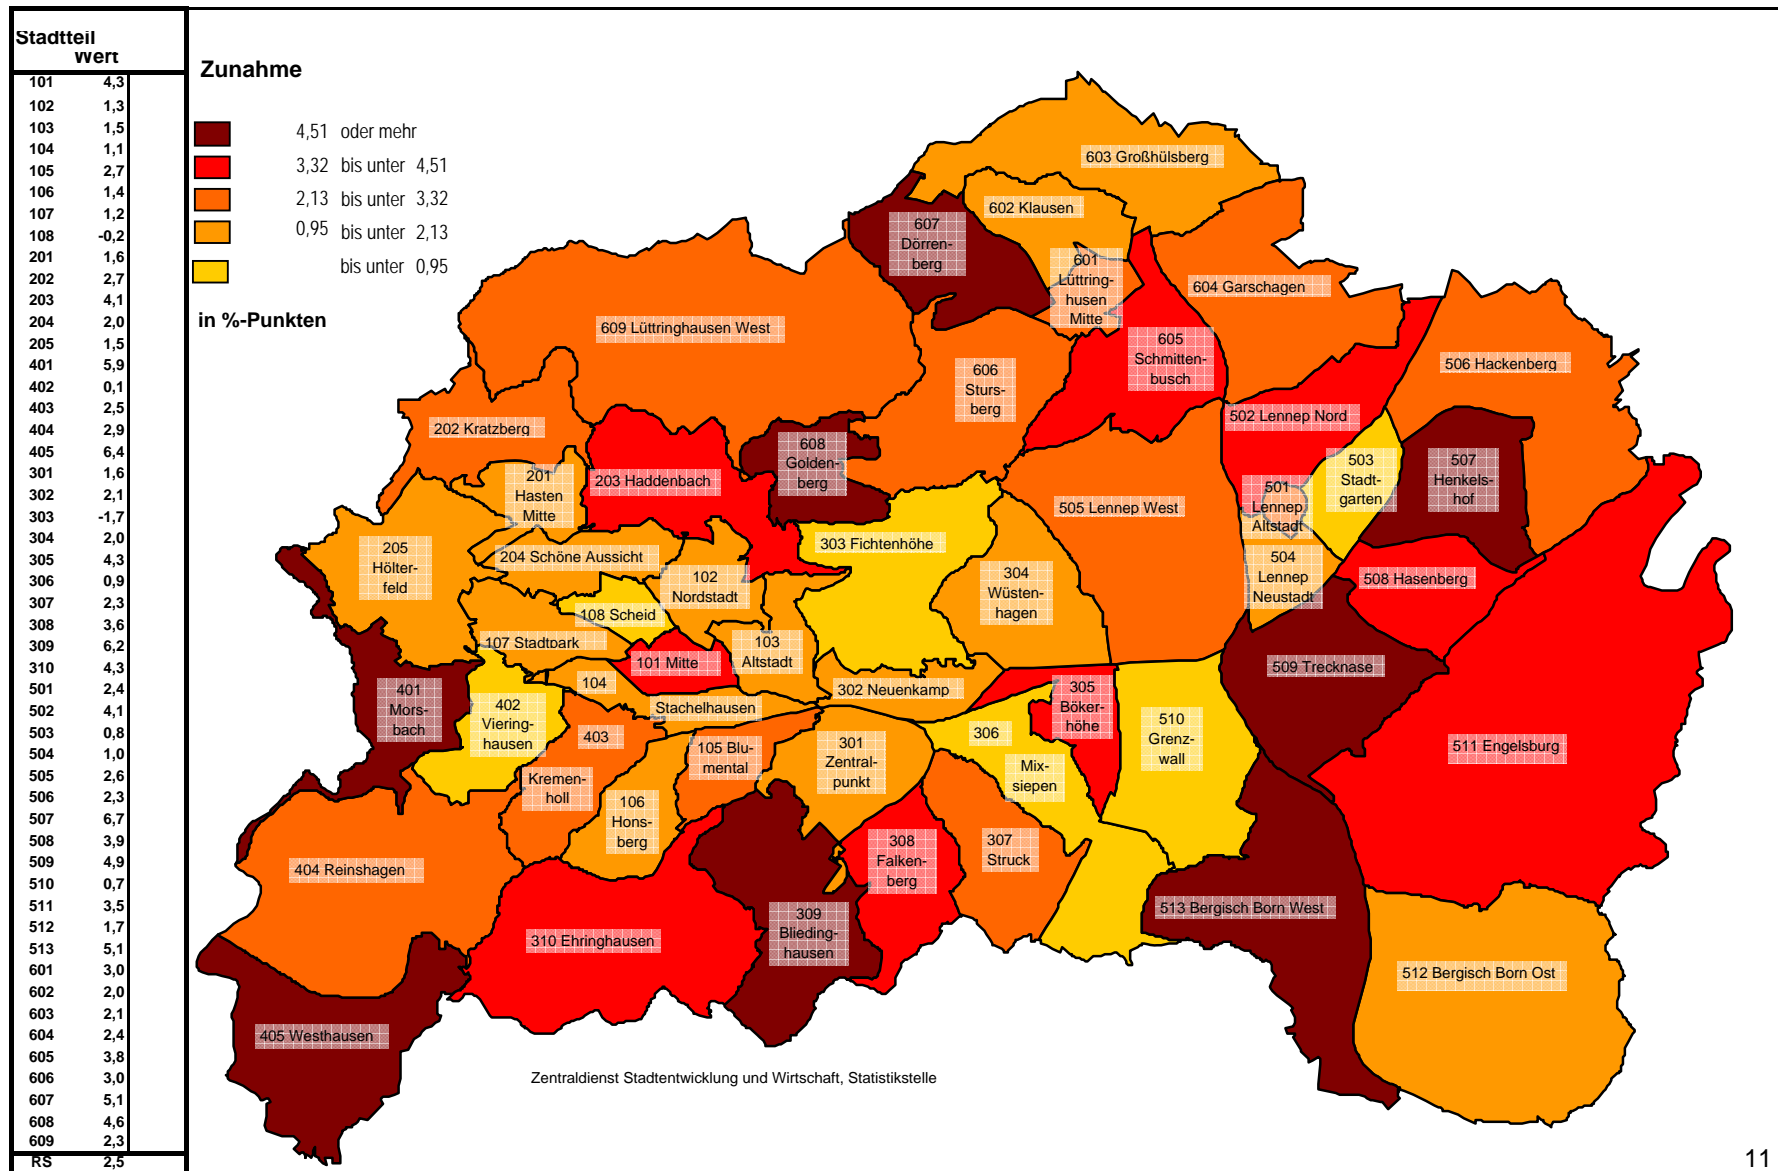 Stadtteil
Wert
101 4,3
102 1,3
103 1,5
104 1,1
105 2,7
106 1,4
107 1,2
108 -0,2
201 1,6
202 2,7
203 4,1
204 2,0
205 1,5
401 5,9
402 0,1
403 2,5
404 2,9
405 6,4
301 1,6
302 2,1
303 -1,7
304 2,0
305 4,3
306 0,9
307 2,3
308 3,6
309 6,2
310 4,3
501 2,4
502 4,1
503 0,8
504 1,0
505 2,6
506 2,3
507 6,7
508 3,9
509 4,9
510 0,7
511 3,5
512 1,7
513 5,1
601 3,0
602 2,0
603 2,1
604 2,4
605 3,8
606 3,0
607 5,1
608 4,6
609 2,3
RS 2,5
Zunahme
4,51 oder mehr
3,32 bis unter 4,51
2,13 bis unter 3,32
0,95 bis unter 2,13
bis unter 0,95
in %-Punkten
603 Großhülsberg
602 Klausen
607
Dörren-
berg
601
Lüttring-
husen
Mitte
604 Garschagen
609 Lüttringhausen West
605
Schmitten-
busch
606
Sturs-
berg
506 Hackenberg
502 Lennep Nord
202 Kratzberg
608
Golden-
berg
203 Haddenbach
201
Hasten
Mitte
503
Stadt-
garten
507
Henkels-
hof
501
Lennep
Altstadt
505 Lennep West
303 Fichtenhöhe
205
Hölter-
feld
204 Schöne Aussicht
102
Nordstadt
304
Wüsten-
hagen
504
Lennep
Neustadt
508 Hasenberg
108 Scheid
107 Stadtpark
103
Altstadt
101 Mitte
509 Trecknase
104
Stachelhausen
302 Neuenkamp
305
Böker-
höhe
401
Mors-
bach
402
Viering-
hausen
403
Kremen-
holl
105 Blu-
mental
301
Zentral-
punkt
306
Mix-
siepen
510
Grenz-
wall
511 Engelsburg
106
Hons-
berg
308
Falken-
berg
307
Struck
404 Reinshagen
309
Blieding-
hausen
513 Bergisch Born West
310 Ehringhausen
512 Bergisch Born Ost
405 Westhausen
Zentraldienst Stadtentwicklung und Wirtschaft, Statistikstelle
11